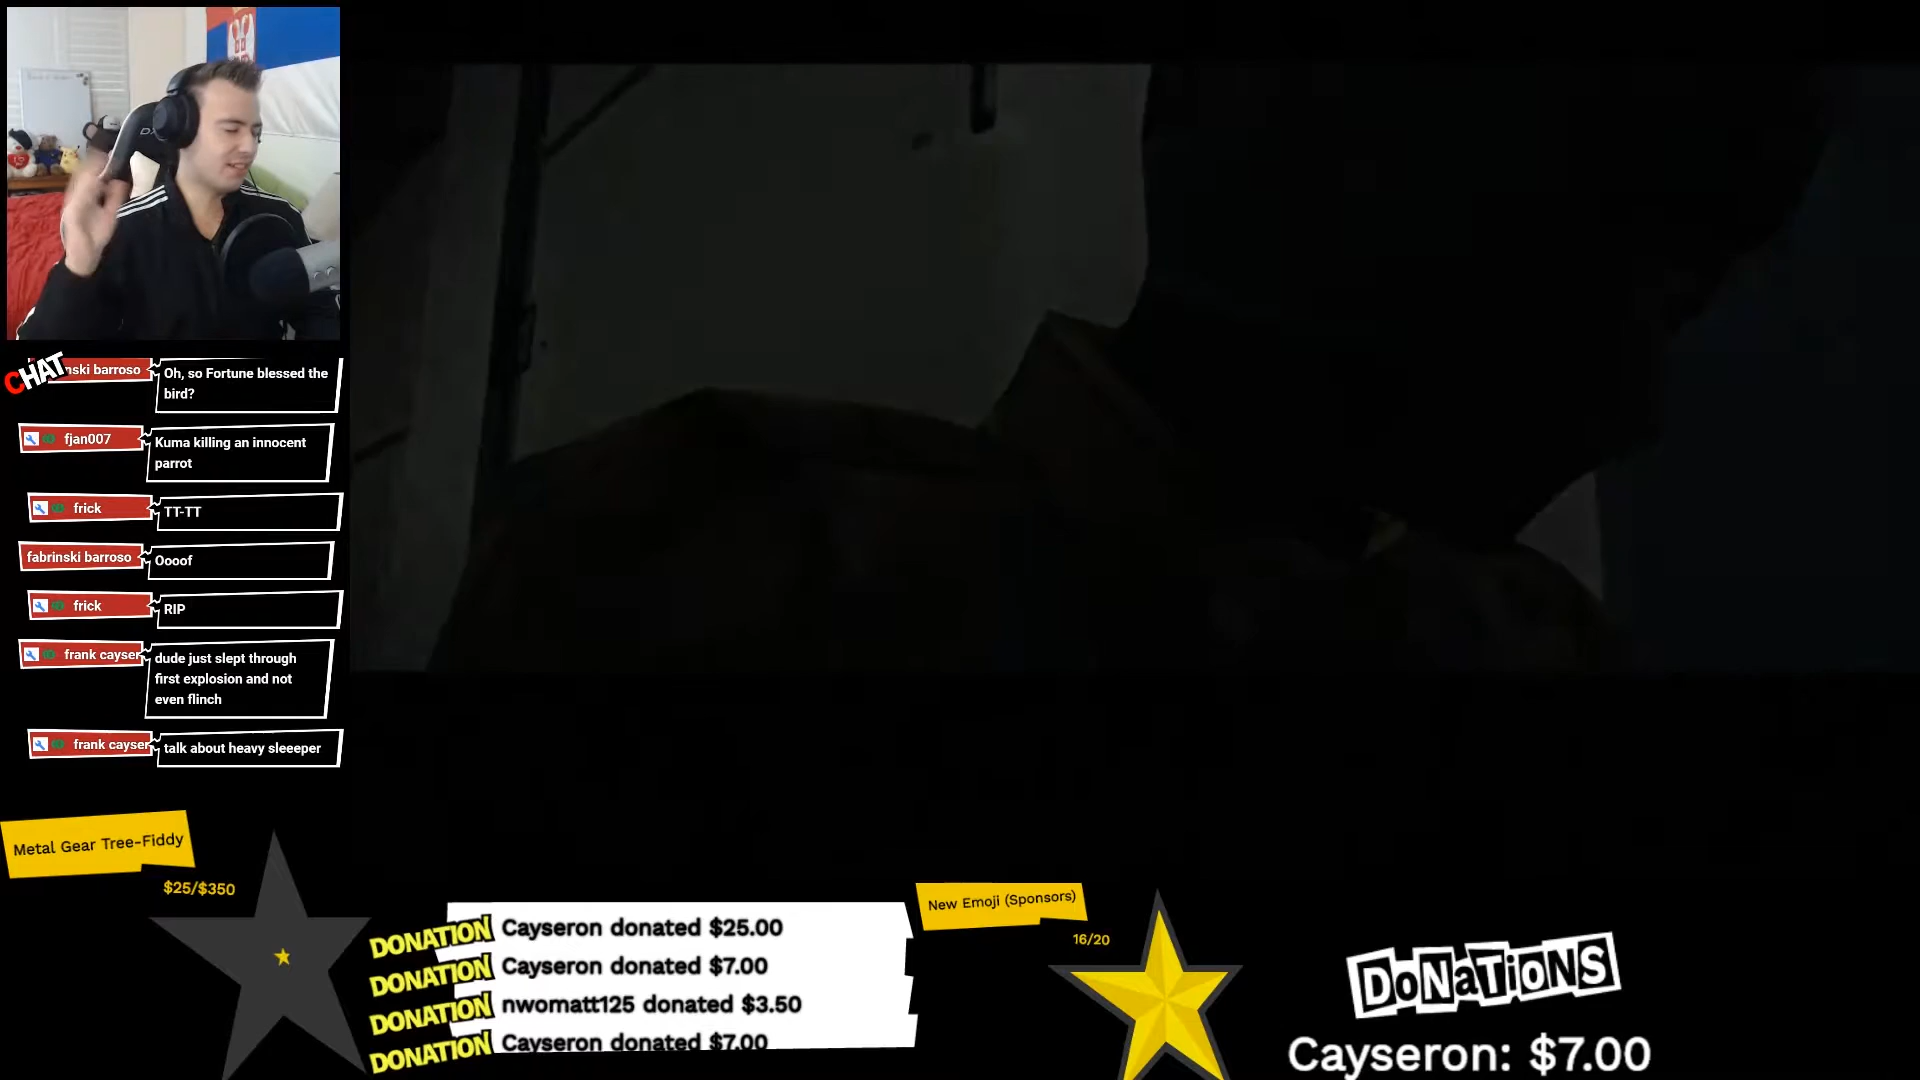 CHAT
nski barroso
Oh, so Fortune blessed the
bird?
fjan007
Kuma killing an innocent
parrot
frick
TT-TT
fabrinski barroso
Oooof
frick
RIP
frank cayser
dude just slept through
first explosion and not
even flinch
frank cayser
talk about heavy sleeeper
Metal Gear Tree-Fiddy
$25/$350
DONATION Cayseron donated $25.00
DONATION Cayseron donated $7.00
DONATION nwomatt125 donated $3.50
DONATION Cayseron donated $7.00
New Emoji (Sponsors)
16/20
DoNaTiONS
Cayseron: $7.00